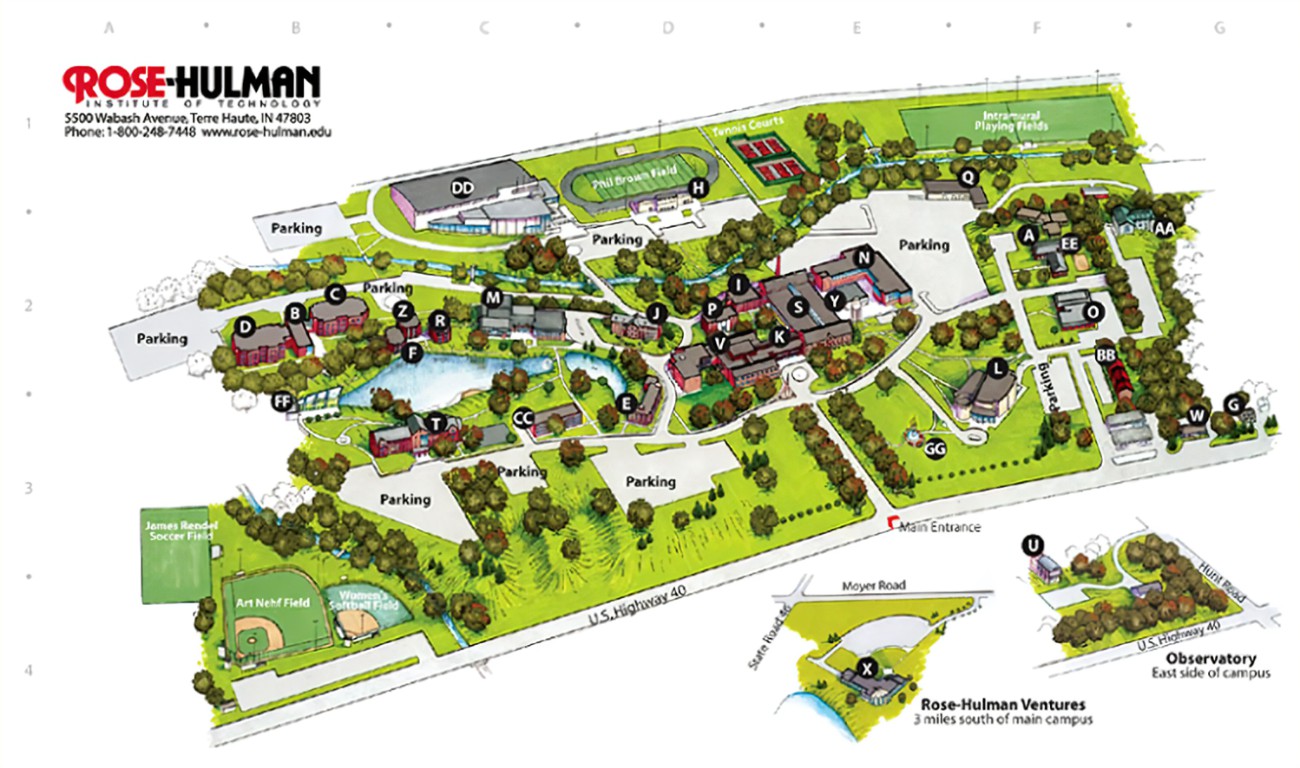 A B C D E F G
ROSE-HULMAN
INSTITUTE OF TECHNOLOGY
5500 Wabash Avenue, Terre Haute, IN 47803
Phone: 1-800-248-7448 www.rose-hulman.edu
1
Intramural
Playing Fields
Tennis Courts
Phil Brown Field
DD
H
Q
Parking
Parking
Parking
A
EE
AA
N
2
Parking
Parking
C
B
D
Z
R
F
M
J
P
I
S
Y
V
K
O
BB
L
Parking
FF
T
CC
E
W
G
GG
3
Parking
Parking
Parking
James Rendel
Soccer Field
Main Entrance
Art Nehf Field
Women's
Softball Field
U.S. Highway 40
Moyer Road
State Road 46
X
U
Hunt Road
U.S. Highway 40
Observatory
East side of campus
4
Rose-Hulman Ventures
3 miles south of main campus